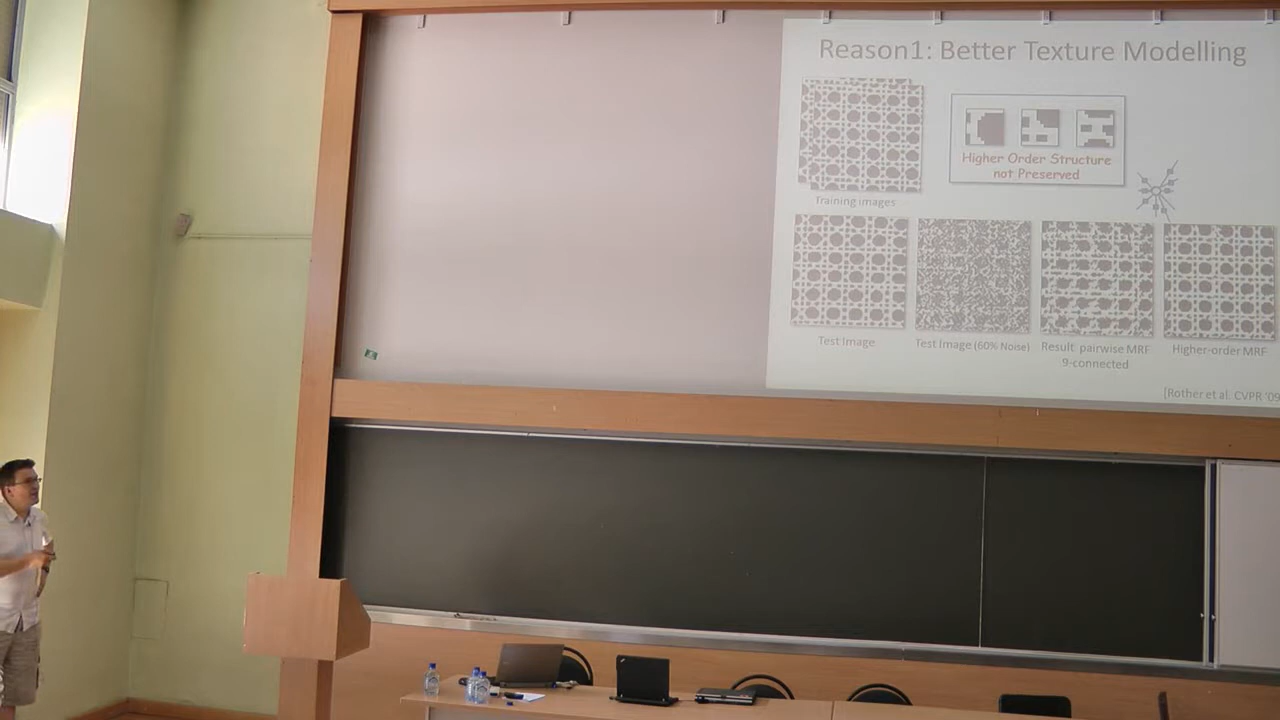 Reason1: Better Texture Modelling
Higher Order Structure
not Preserved
Training images
Test Image
Test Image (60% Noise)
Result pairwise MRF
9-connected
Higher-order MRF
[Rother et al. CVPR '09